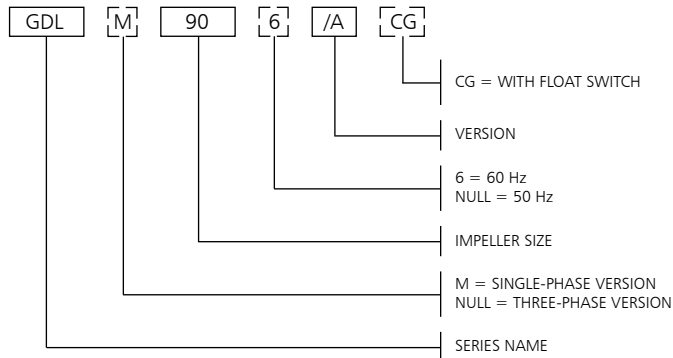 GDL M 90 6 /A CG
CG = WITH FLOAT SWITCH
VERSION
6 = 60 Hz
NULL = 50 Hz
IMPELLER SIZE
M = SINGLE-PHASE VERSION
NULL = THREE-PHASE VERSION
SERIES NAME